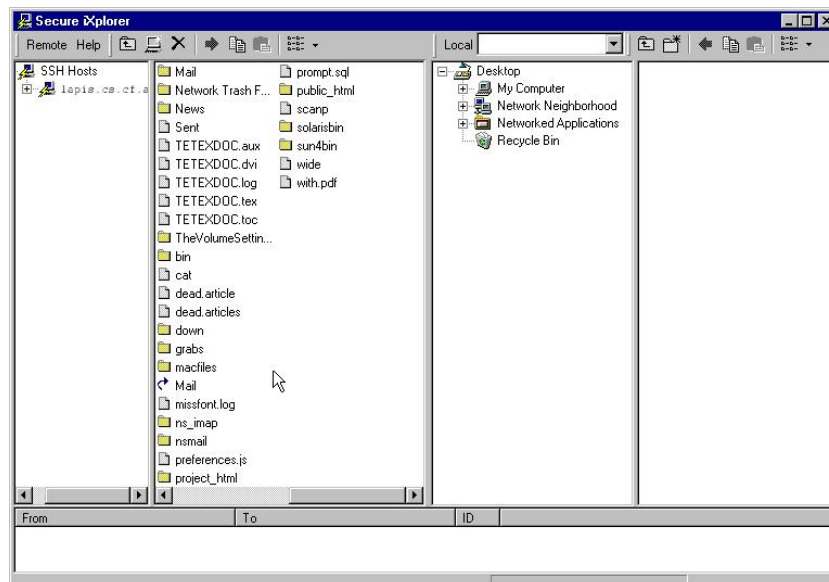 Secure iXplorer
Remote Help
Local
SSH Hosts
lapis.cs.cf.a
Mail
Network Trash F...
News
Sent
TETEXDOC.aux
TETEXDOC.dvi
TETEXDOC.log
TETEXDOC.tex
TETEXDOC.toc
TheVolumeSettin...
bin
cat
dead.article
dead.articles
down
grabs
macfiles
Mail
missfont.log
ns_imap
nsmail
preferences.js
project_html
prompt.sql
public_html
scanp
solarisbin
sun4bin
wide
with.pdf
Desktop
My Computer
Network Neighborhood
Networked Applications
Recycle Bin
From To ID